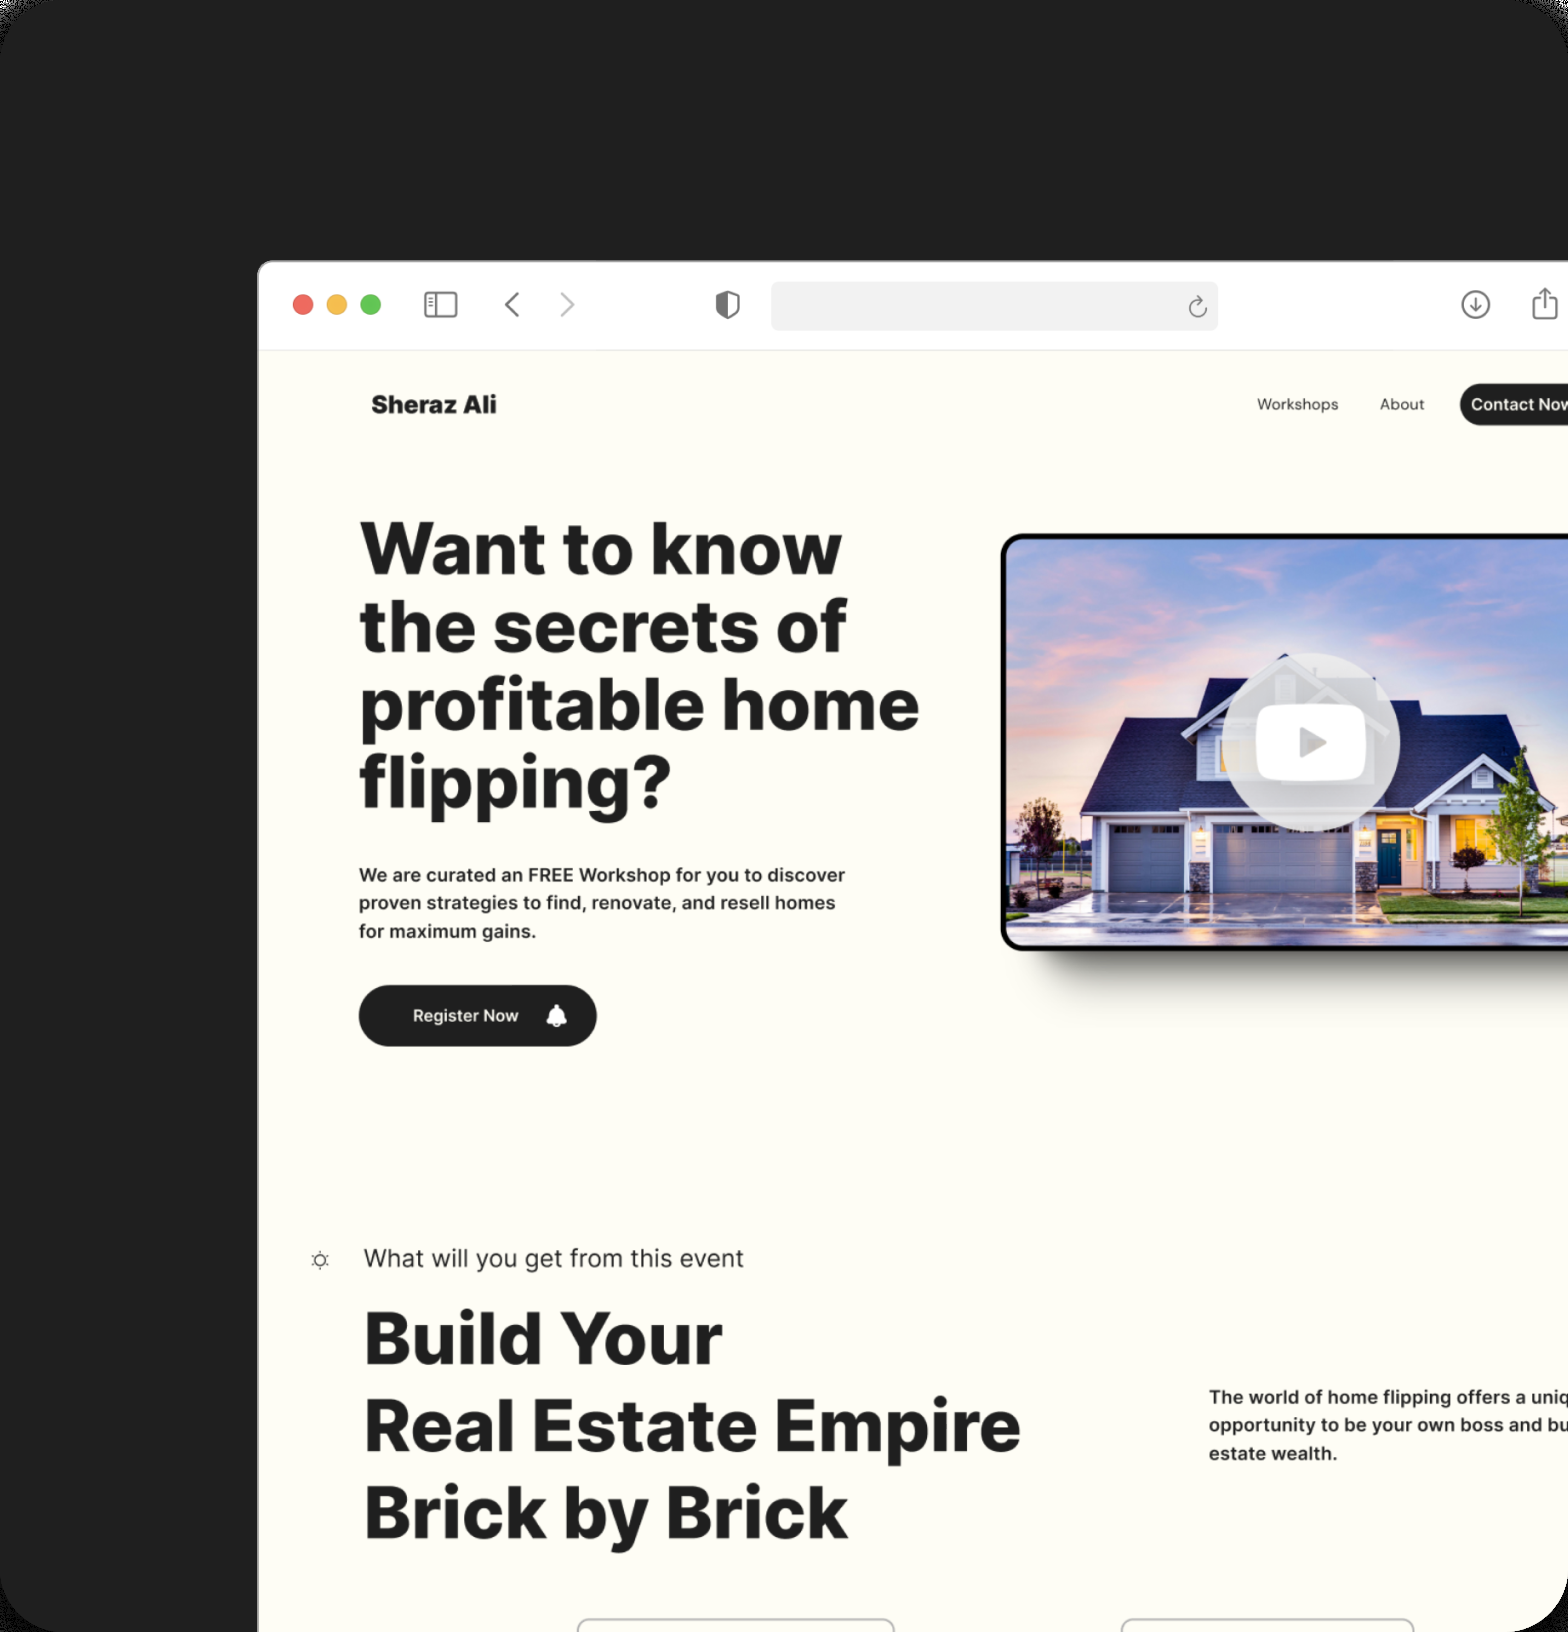 Sheraz Ali
Workshops
About
Contact Now
Want to know
the secrets of
profitable home
flipping?
We are curated an FREE Workshop for you to discover
proven strategies to find, renovate, and resell homes
for maximum gains.
Register Now
What will you get from this event
Build Your
Real Estate Empire
Brick by Brick
The world of home flipping offers a
opportunity to be your own boss and
estate wealth.